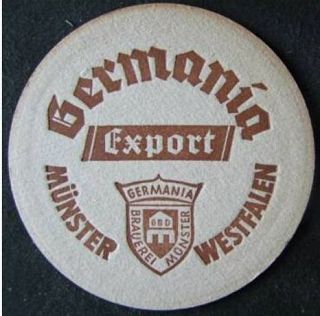 Germania
Export
MÜNSTER WESTFALEN
GERMANIA
BRAUEREI MÜNSTER